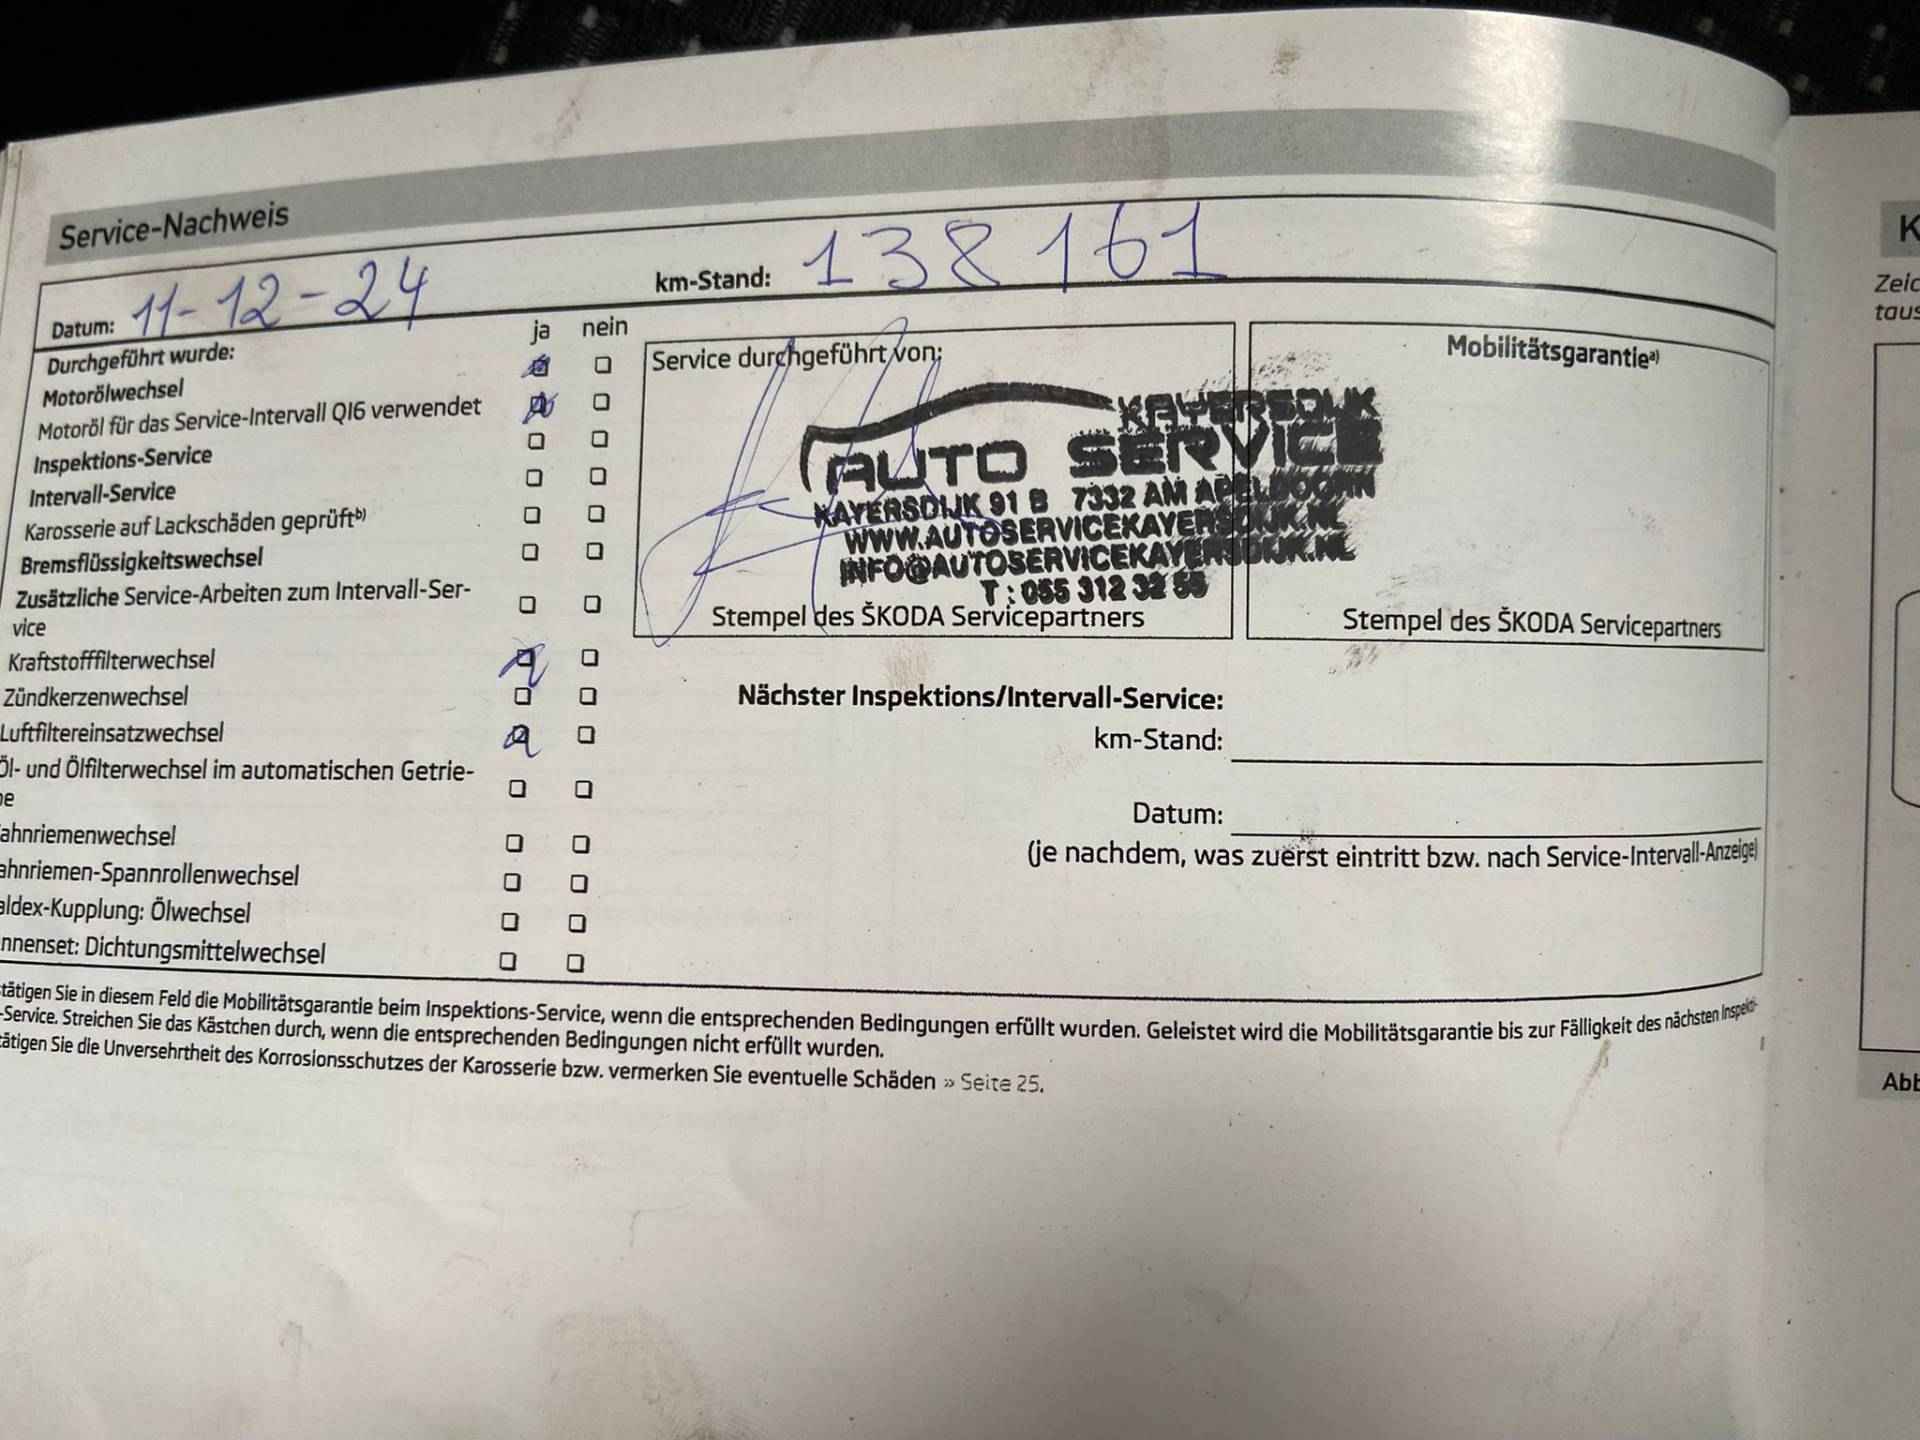 Service-Nachweis
Datum: 11-12-24 km-Stand: 138 161
Durchgeführt wurde: ja nein
Motorölwechsel
Motoröl für das Service-Intervall QI6 verwendet
Inspektions-Service
Intervall-Service
Karosserie auf Lackschäden geprüft b)
Bremsflüssigkeitswechsel
Zusätzliche Service-Arbeiten zum Intervall-Ser-
vice
Kraftstofffilterwechsel
Zündkerzenwechsel
Luftfiltereinsatzwechsel
Öl- und Ölfilterwechsel im automatischen Getrie-
be
ahnriemenwechsel
ahnriemen-Spannrollenwechsel
aldex-Kupplung: Ölwechsel
nnenset: Dichtungsmittelwechsel
Service durchgeführt von:
KAYERSDIJK
AUTO SERVICE
KAYERSDIJK 91 B 7332 AM APELDOORN
WWW.AUTOSERVICEKAYERSDIJK.NL
INFO@AUTOSERVICEKAYERSDIJK.NL
T : 055 312 32 55
Stempel des ŠKODA Servicepartners
Mobilitätsgarantie a)
Stempel des ŠKODA Servicepartners
Nächster Inspektions/Intervall-Service:
km-Stand:
Datum:
(je nachdem, was zuerst eintritt bzw. nach Service-Intervall-Anzeige)
tätigen Sie in diesem Feld die Mobilitätsgarantie beim Inspektions-Service, wenn die entsprechenden Bedingungen erfüllt wurden. Geleistet wird die Mobilitätsgarantie bis zur Fälligkeit des nächsten Inspekti-
-Service. Streichen Sie das Kästchen durch, wenn die entsprechenden Bedingungen nicht erfüllt wurden.
tätigen Sie die Unversehrtheit des Korrosionsschutzes der Karosserie bzw. vermerken Sie eventuelle Schäden » Seite 25.
K
Zeic
taus
Abb